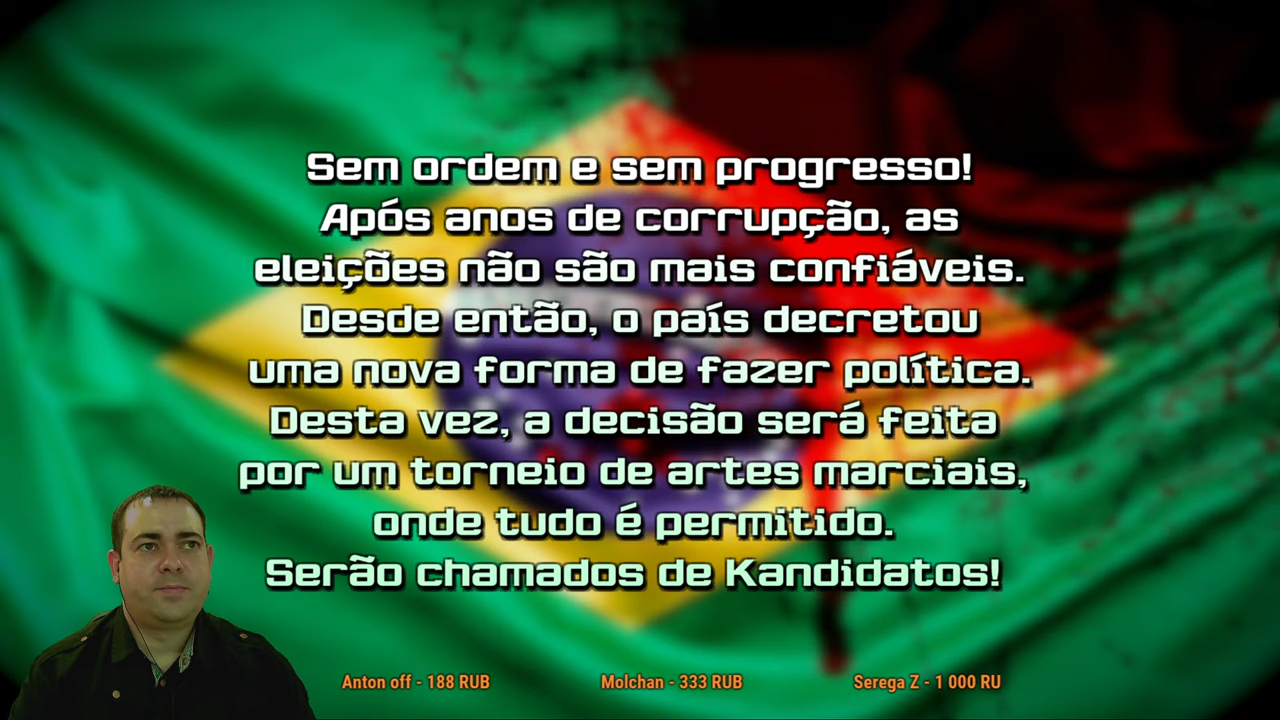 Sem ordem e sem progresso!
Após anos de corrupção, as
eleições não são mais confiáveis.
Desde então, o país decretou
uma nova forma de fazer política.
Desta vez, a decisão será feita
por um torneio de artes marciais,
onde tudo é permitido.
Serão chamados de Kandidatos!
Anton off - 188 RUB Molchan - 333 RUB Serega Z - 1 000 RU